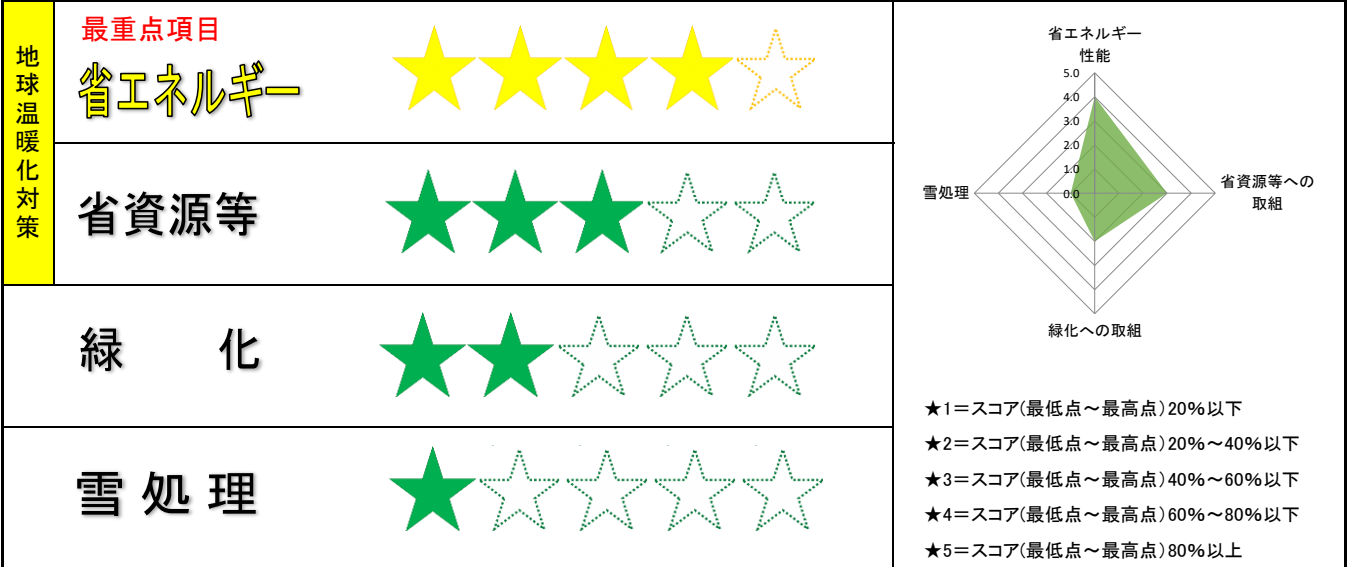 地球温暖化対策
最重点項目
省エネルギー
省資源等
緑 化
雪処理
省エネルギー
性能
5.0
4.0
3.0
2.0
1.0
0.0
省資源等への
取組
緑化への取組
雪処理
★1＝スコア(最低点～最高点)20％以下
★2＝スコア(最低点～最高点)20％～40％以下
★3＝スコア(最低点～最高点)40％～60％以下
★4＝スコア(最低点～最高点)60％～80％以下
★5＝スコア(最低点～最高点)80％以上